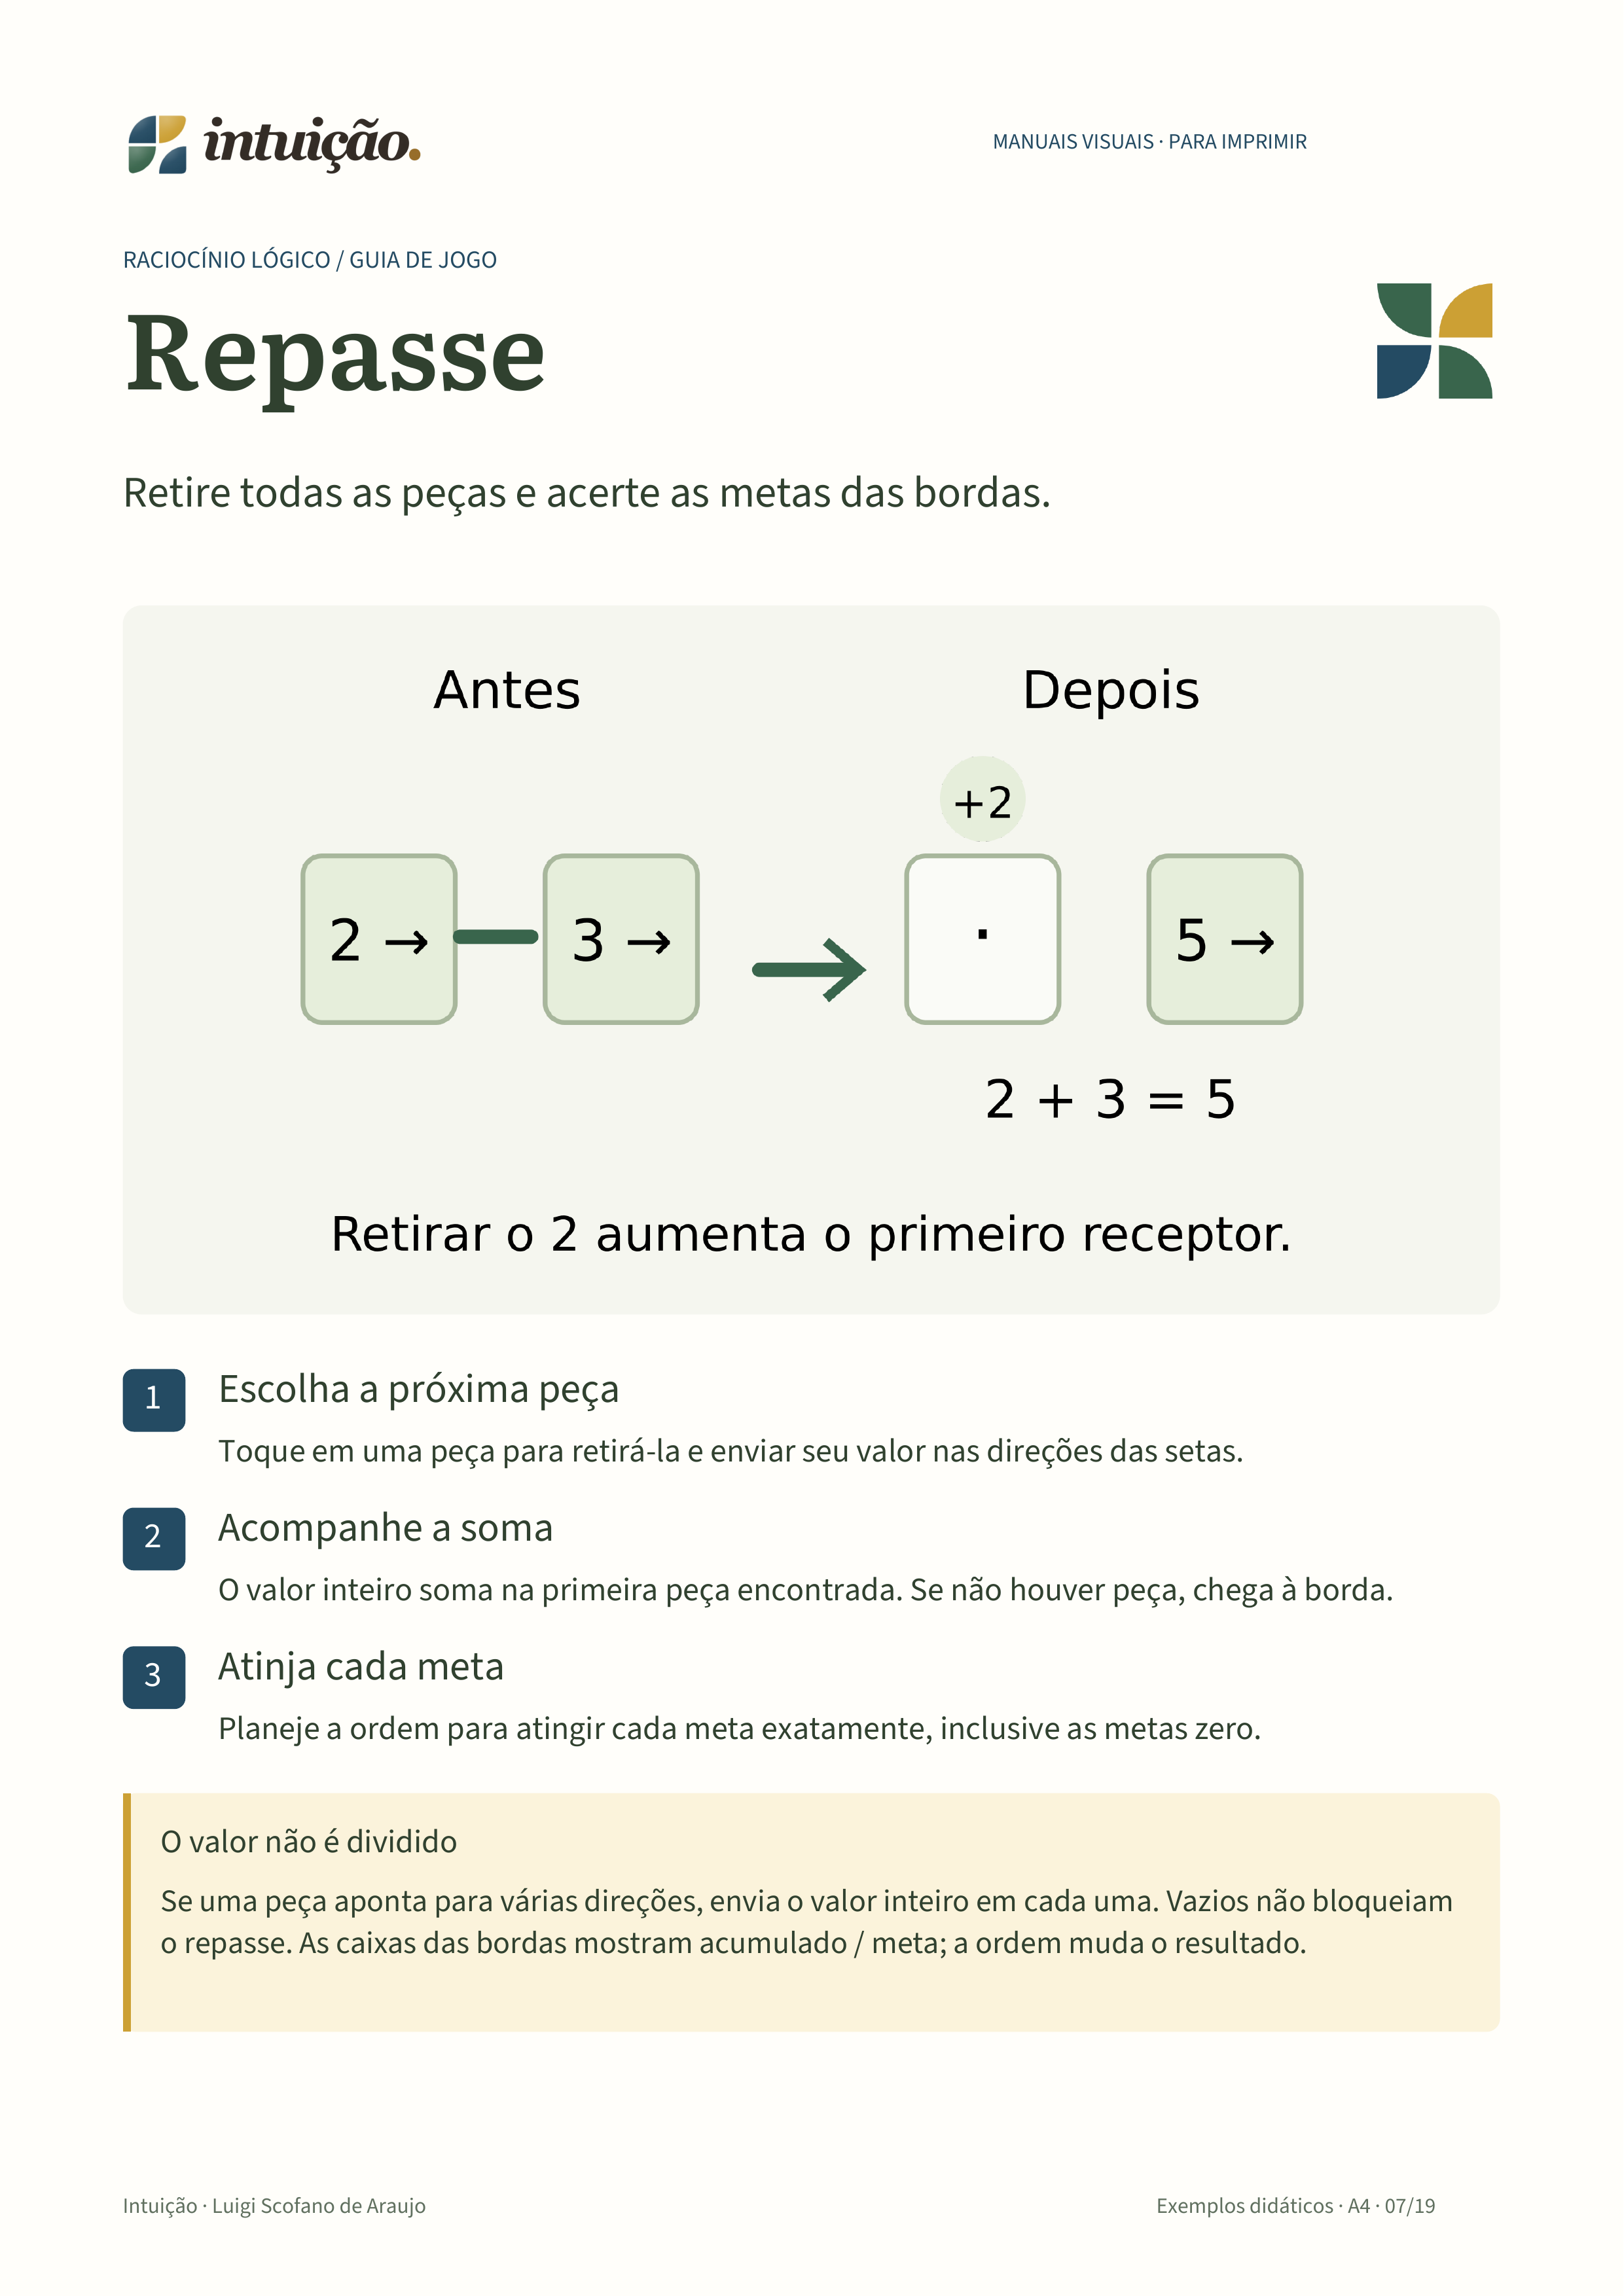 intuição.
MANUAIS VISUAIS · PARA IMPRIMIR
RACIOCÍNIO LÓGICO / GUIA DE JOGO
Repasse
Retire todas as peças e acerte as metas das bordas.
Antes
Depois
+2
2 →
3 →
·
5 →
2 + 3 = 5
Retirar o 2 aumenta o primeiro receptor.
1
Escolha a próxima peça
Toque em uma peça para retirá-la e enviar seu valor nas direções das setas.
2
Acompanhe a soma
O valor inteiro soma na primeira peça encontrada. Se não houver peça, chega à borda.
3
Atinja cada meta
Planeje a ordem para atingir cada meta exatamente, inclusive as metas zero.
O valor não é dividido
Se uma peça aponta para várias direções, envia o valor inteiro em cada uma. Vazios não bloqueiam
o repasse. As caixas das bordas mostram acumulado / meta; a ordem muda o resultado.
Intuição · Luigi Scofano de Araujo
Exemplos didáticos · A4 · 07/19